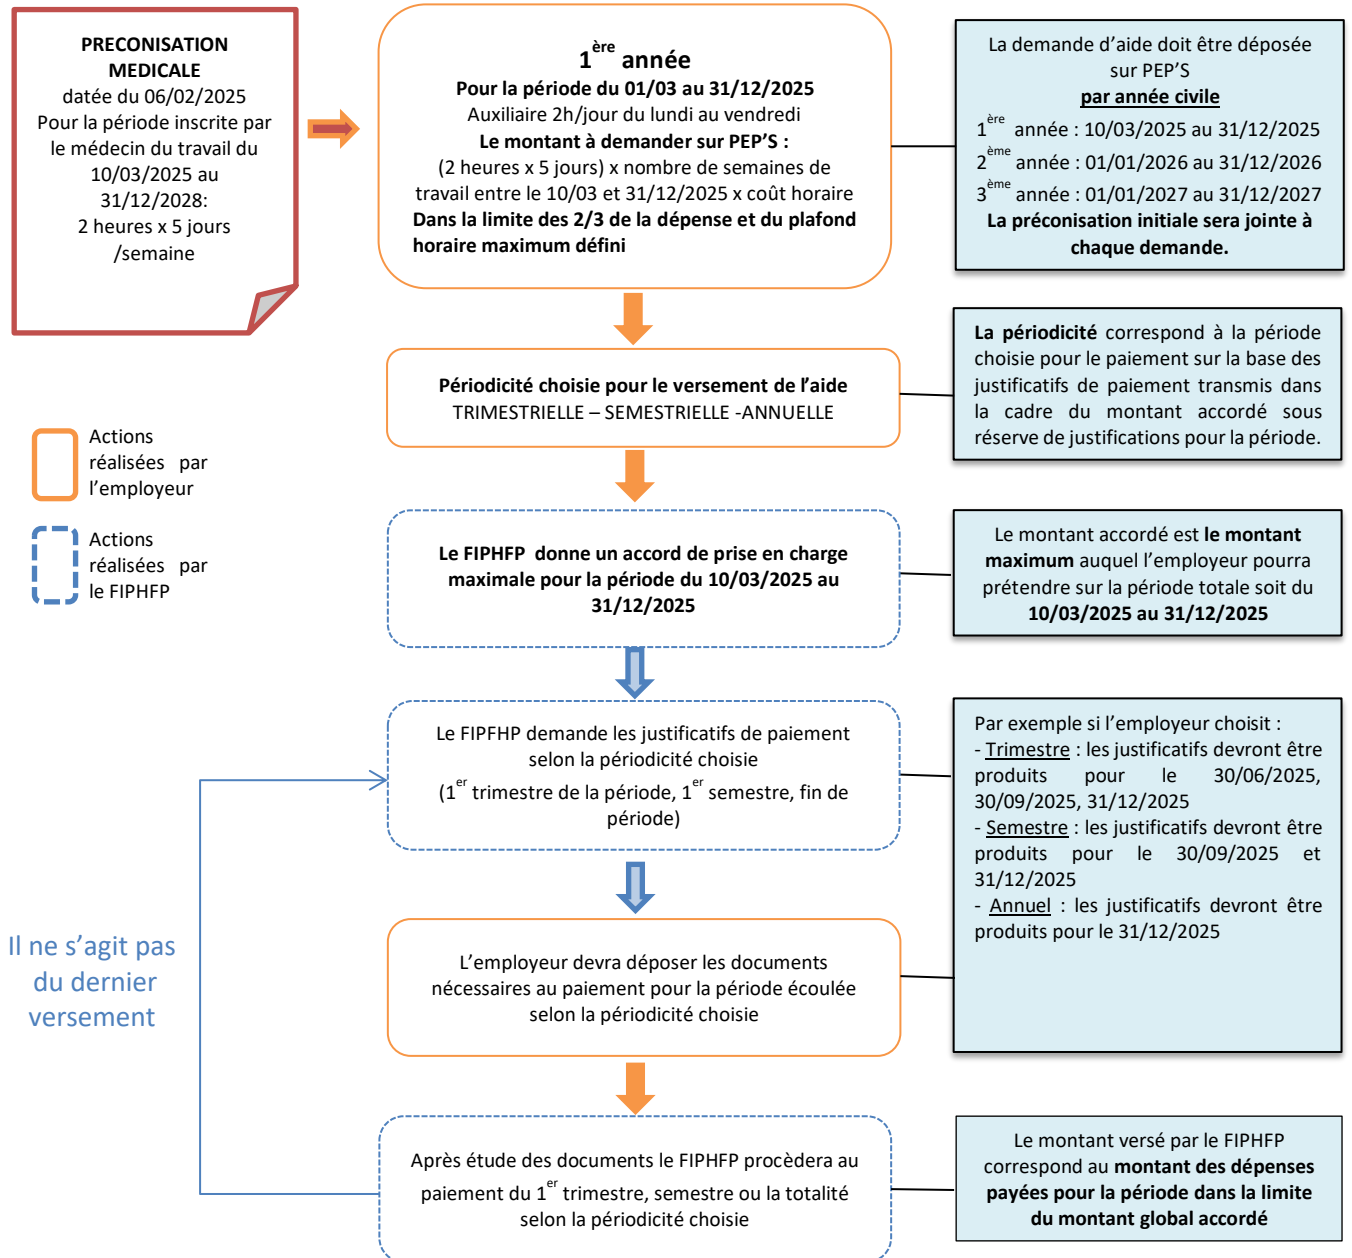 PRECONISATION
MEDICALE
datée du 06/02/2025
Pour la période inscrite par
le médecin du travail du
10/03/2025 au
31/12/2028:
2 heures x 5 jours
/semaine
1ère année
Pour la période du 01/03 au 31/12/2025
Auxiliaire 2h/jour du lundi au vendredi
Le montant à demander sur PEP'S :
(2 heures x 5 jours) x nombre de semaines de
travail entre le 10/03 et 31/12/2025 x coût horaire
Dans la limite des 2/3 de la dépense et du plafond
horaire maximum défini
La demande d'aide doit être déposée
sur PEP'S
par année civile
1ère année : 10/03/2025 au 31/12/2025
2ème année : 01/01/2026 au 31/12/2026
3ème année : 01/01/2027 au 31/12/2027
La préconisation initiale sera jointe à
chaque demande.
Périodicité choisie pour le versement de l'aide
TRIMESTRIELLE – SEMESTRIELLE -ANNUELLE
La périodicité correspond à la période
choisie pour le paiement sur la base des
justificatifs de paiement transmis dans
la cadre du montant accordé sous
réserve de justifications pour la période.
Actions
réalisées par
l'employeur
Actions
réalisées par
le FIPHFP
Le FIPHFP donne un accord de prise en charge
maximale pour la période du 10/03/2025 au
31/12/2025
Le montant accordé est le montant
maximum auquel l'employeur pourra
prétendre sur la période totale soit du
10/03/2025 au 31/12/2025
Le FIPFHP demande les justificatifs de paiement
selon la périodicité choisie
(1er trimestre de la période, 1er semestre, fin de
période)
Par exemple si l'employeur choisit :
- Trimestre : les justificatifs devront être
produits pour le 30/06/2025,
30/09/2025, 31/12/2025
- Semestre : les justificatifs devront être
produits pour le 30/09/2025 et
31/12/2025
- Annuel : les justificatifs devront être
produits pour le 31/12/2025
Il ne s'agit pas
du dernier
versement
L'employeur devra déposer les documents
nécessaires au paiement pour la période écoulée
selon la périodicité choisie
Après étude des documents le FIPHFP procèdera au
paiement du 1er trimestre, semestre ou la totalité
selon la périodicité choisie
Le montant versé par le FIPHFP
correspond au montant des dépenses
payées pour la période dans la limite
du montant global accordé